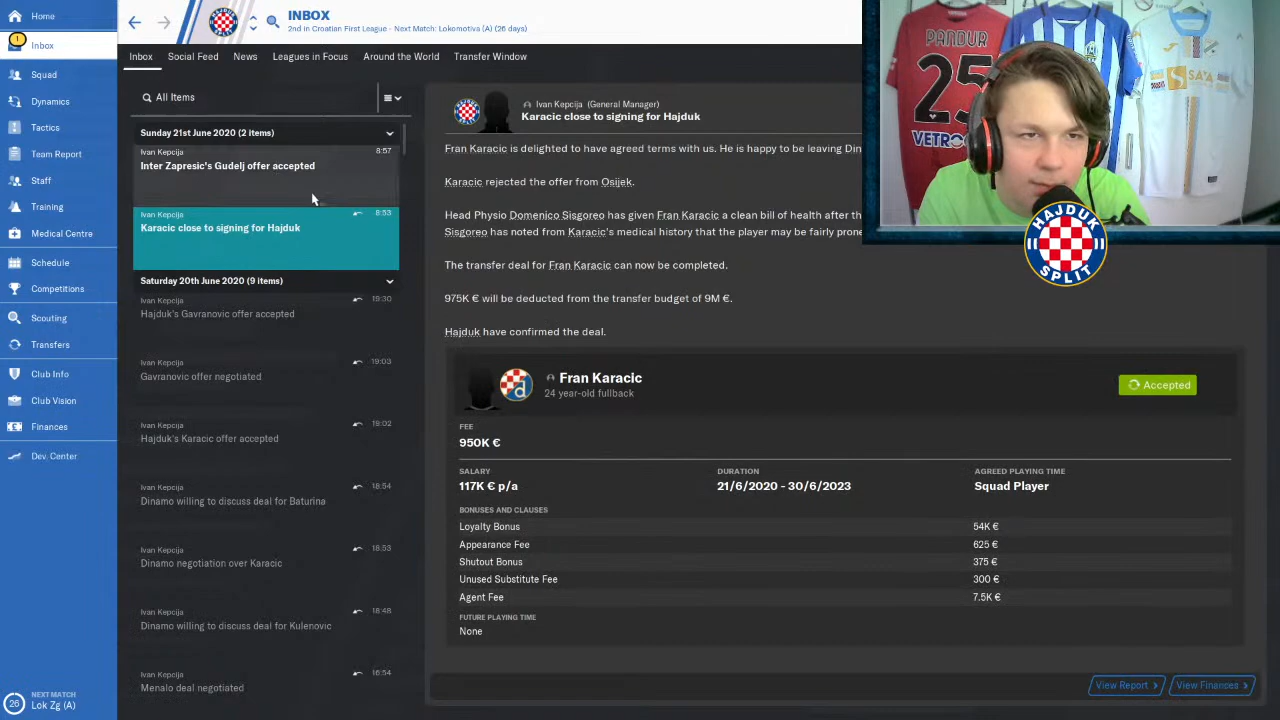 Home
1
Inbox
Squad
Dynamics
Tactics
Team Report
Staff
Training
Medical Centre
Schedule
Competitions
Scouting
Transfers
Club Info
Club Vision
Finances
Dev. Center
26
NEXT MATCH
Lok Zg (A)
INBOX
2nd in Croatian First League - Next Match: Lokomotiva (A) (26 days)
Inbox
Social Feed
News
Leagues in Focus
Around the World
Transfer Window
All Items
Sunday 21st June 2020 (2 items)
Ivan Kepcija
8:57
Inter Zapresic's Gudelj offer accepted
Ivan Kepcija
8:53
Karacic close to signing for Hajduk
Saturday 20th June 2020 (9 items)
Ivan Kepcija
19:30
Hajduk's Gavranovic offer accepted
Ivan Kepcija
19:03
Gavranovic offer negotiated
Ivan Kepcija
19:02
Hajduk's Karacic offer accepted
Ivan Kepcija
18:54
Dinamo willing to discuss deal for Baturina
Ivan Kepcija
18:53
Dinamo negotiation over Karacic
Ivan Kepcija
18:48
Dinamo willing to discuss deal for Kulenovic
Ivan Kepcija
16:54
Menalo deal negotiated
Ivan Kepcija (General Manager)
Karacic close to signing for Hajduk
Fran Karacic is delighted to have agreed terms with us. He is happy to be leaving Din
Karacic rejected the offer from Osijek.
Head Physio Domenico Sisgoreo has given Fran Karacic a clean bill of health after th
Sisgoreo has noted from Karacic's medical history that the player may be fairly prone
The transfer deal for Fran Karacic can now be completed.
975K € will be deducted from the transfer budget of 9M €.
Hajduk have confirmed the deal.
Fran Karacic
24 year-old fullback
Accepted
FEE
950K €
SALARY
117K € p/a
DURATION
21/6/2020 - 30/6/2023
AGREED PLAYING TIME
Squad Player
BONUSES AND CLAUSES
Loyalty Bonus
54K €
Appearance Fee
625 €
Shutout Bonus
375 €
Unused Substitute Fee
300 €
Agent Fee
7.5K €
FUTURE PLAYING TIME
None
View Report
View Finances
PANDUR
25
HAJDUK
SPLIT